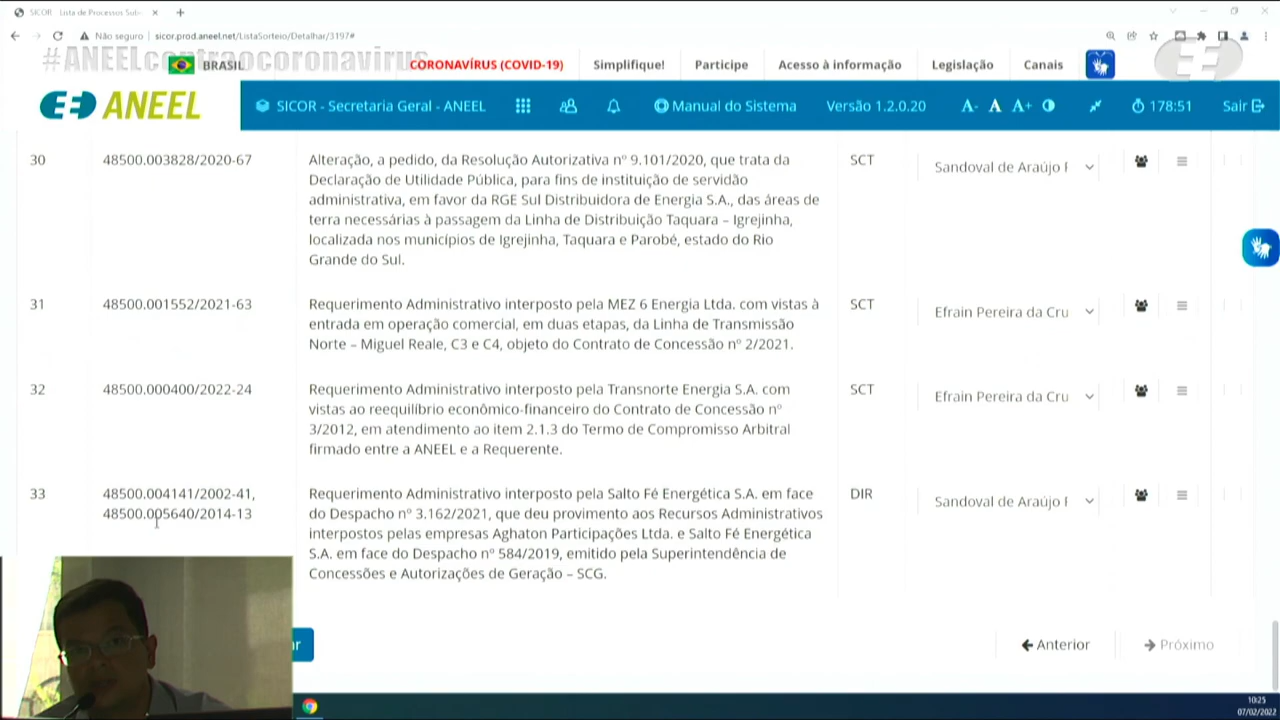 SICOR - Lista de Processos Sub
Não seguro
sicor.prod.aneel.net/ListaSorteio/Detalhar/3197#
#ANEELcontraocoronavirus
BRASIL
CORONAVÍRUS (COVID-19)
Simplifique!
Participe
Acesso à informação
Legislação
Canais
ANEEL
SICOR - Secretaria Geral - ANEEL
Manual do Sistema
Versão 1.2.0.20
A-
A
A+
178:51
Sair
30
48500.003828/2020-67
Alteração, a pedido, da Resolução Autorizativa nº 9.101/2020, que trata da
Declaração de Utilidade Pública, para fins de instituição de servidão
administrativa, em favor da RGE Sul Distribuidora de Energia S.A., das áreas de
terra necessárias à passagem da Linha de Distribuição Taquara – Igrejinha,
localizada nos municípios de Igrejinha, Taquara e Parobé, estado do Rio
Grande do Sul.
SCT
Sandoval de Araújo F
31
48500.001552/2021-63
Requerimento Administrativo interposto pela MEZ 6 Energia Ltda. com vistas à
entrada em operação comercial, em duas etapas, da Linha de Transmissão
Norte – Miguel Reale, C3 e C4, objeto do Contrato de Concessão nº 2/2021.
SCT
Efrain Pereira da Cru
32
48500.000400/2022-24
Requerimento Administrativo interposto pela Transnorte Energia S.A. com
vistas ao reequilíbrio econômico-financeiro do Contrato de Concessão nº
3/2012, em atendimento ao item 2.1.3 do Termo de Compromisso Arbitral
firmado entre a ANEEL e a Requerente.
SCT
Efrain Pereira da Cru
33
48500.004141/2002-41,
48500.005640/2014-13
Requerimento Administrativo interposto pela Salto Fé Energética S.A. em face
do Despacho nº 3.162/2021, que deu provimento aos Recursos Administrativos
interpostos pelas empresas Aghaton Participações Ltda. e Salto Fé Energética
S.A. em face do Despacho nº 584/2019, emitido pela Superintendência de
Concessões e Autorizações de Geração – SCG.
DIR
Sandoval de Araújo F
ar
Anterior
Próximo
10:25
07/02/2022